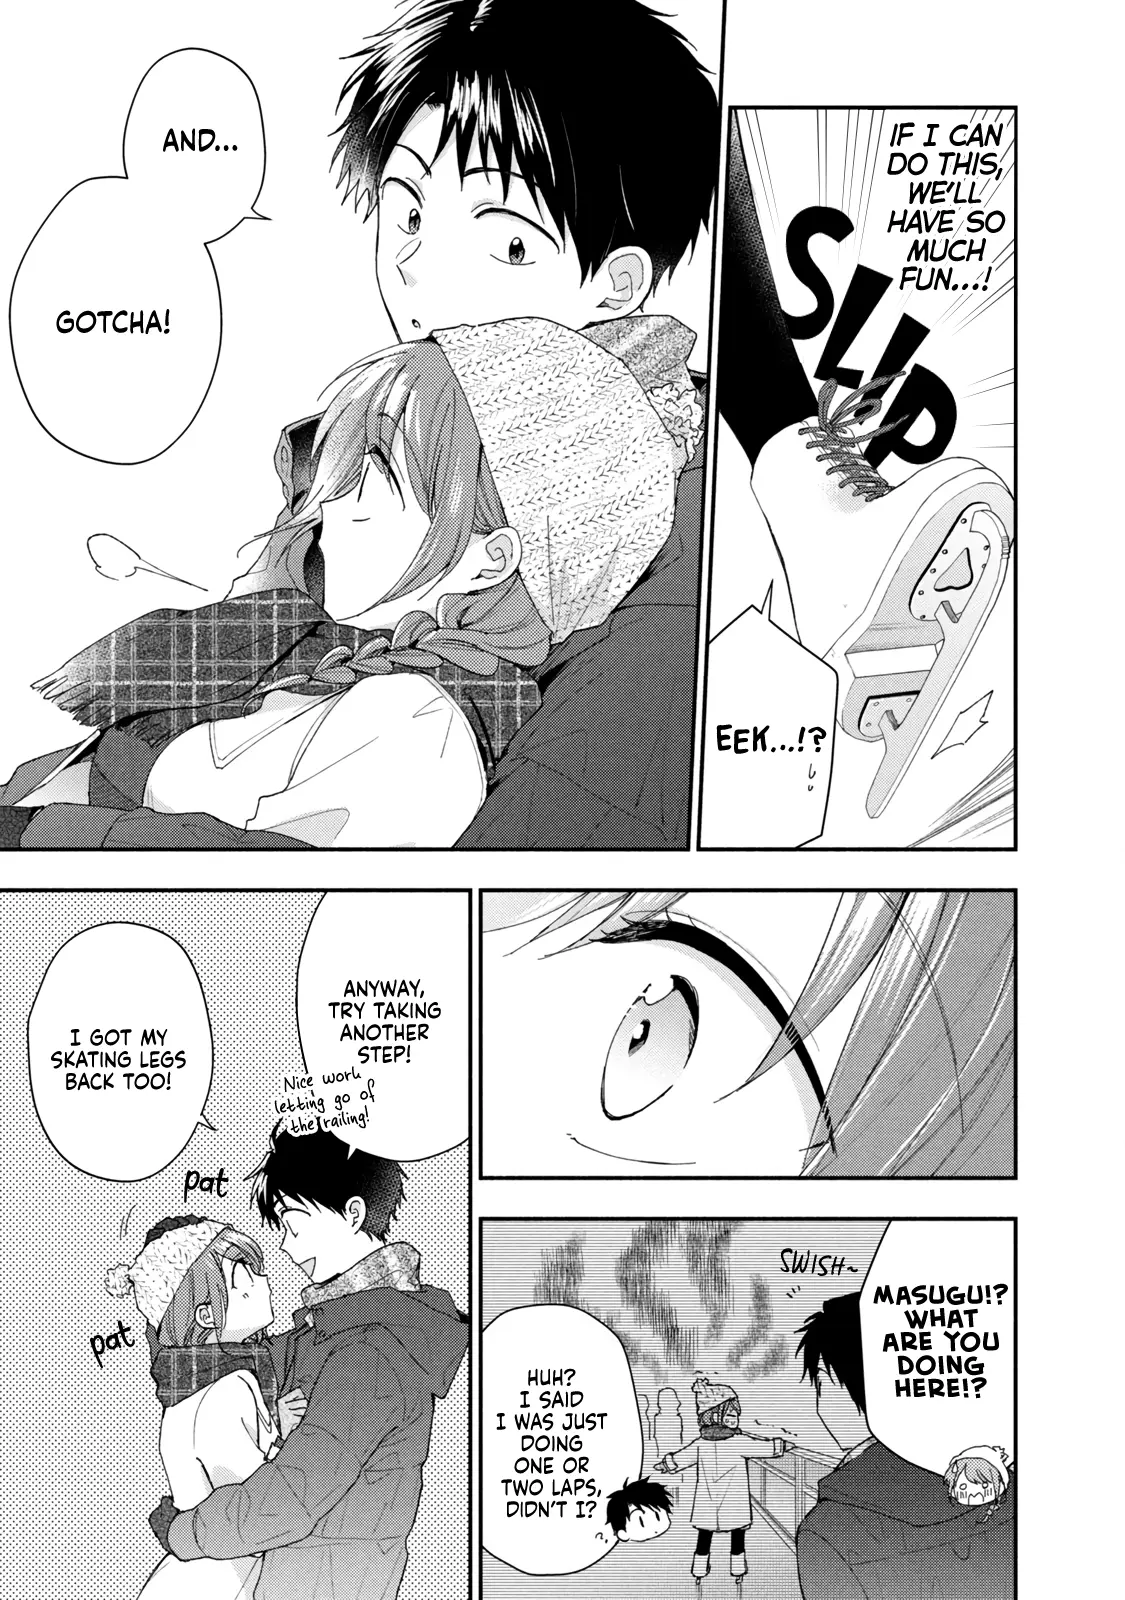 IF I CAN
DO THIS,
WE'LL
HAVE SO
MUCH
FUN...!
SLIP
EEK...!?
AND...
GOTCHA!
MASUGU!?
WHAT
ARE YOU
DOING
HERE!?
SWISH~
HUH?
I SAID
I WAS JUST
DOING
ONE OR
TWO LAPS,
DIDN'T I?
?
ANYWAY,
TRY TAKING
ANOTHER
STEP!
Nice work
letting go of
the railing!
I GOT MY
SKATING LEGS
BACK TOO!
pat
pat